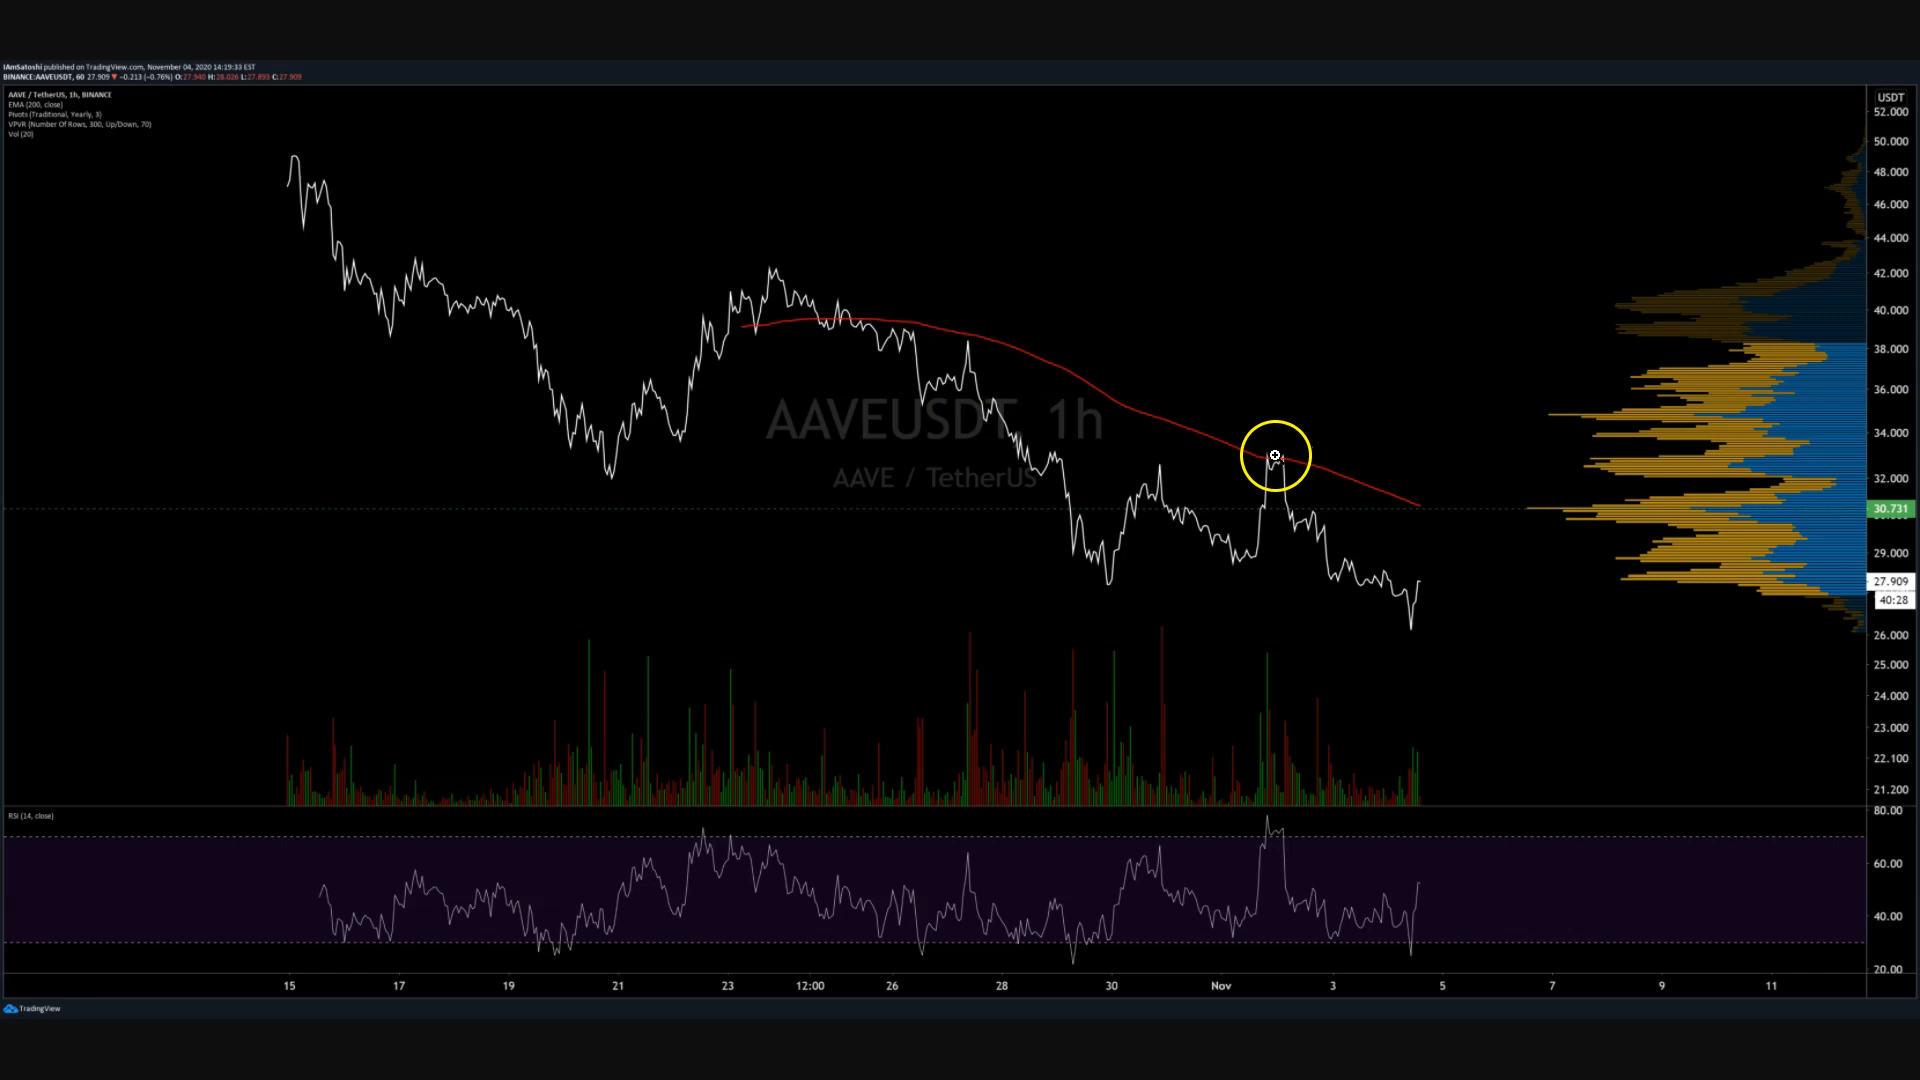 IAmSatoshi published on TradingView.com, November 04, 2020 14:19:33 EST
BINANCE:AAVEUSDT, 60 27.909 ▼ −0.213 (−0.76%) O:27.940 H:28.026 L:27.893 C:27.909
AAVE / TetherUS, 1h, BINANCE
EMA (200, close)
Pivots (Traditional, Yearly, 3)
VPVR (Number Of Rows, 300, Up/Down, 70)
Vol (20)
USDT
52.000
50.000
48.000
46.000
44.000
42.000
40.000
38.000
36.000
34.000
32.000
30.731
29.000
27.909
40:28
26.000
25.000
24.000
23.000
22.100
21.200
AAVEUSDT, 1h
AAVE / TetherUS
RSI (14, close)
80.00
60.00
40.00
20.00
15 17 19 21 23 12:00 26 28 30 Nov 3 5 7 9 11
TradingView